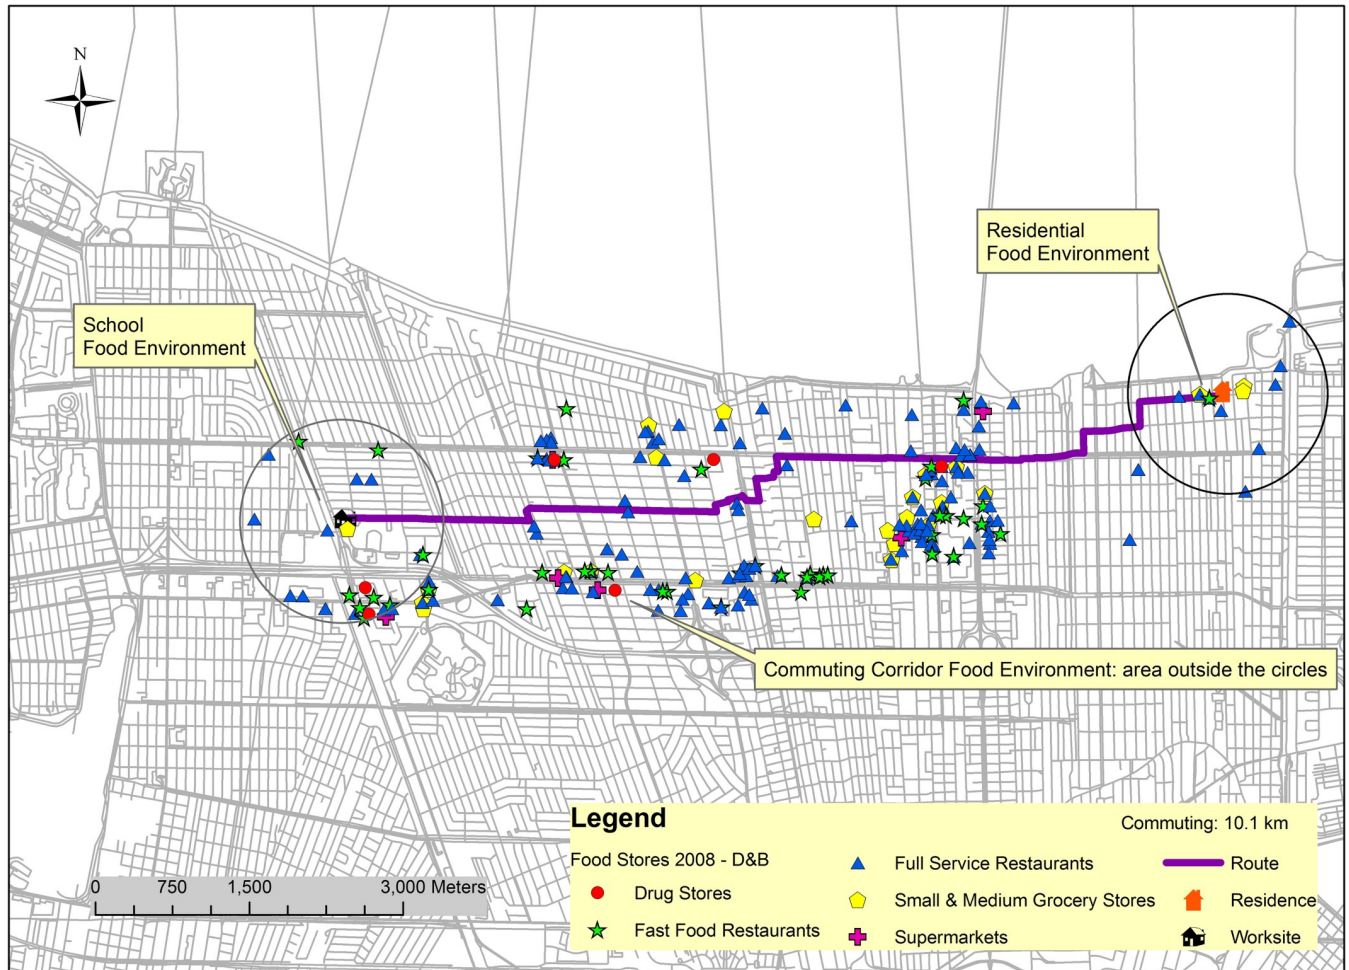 N
Residential
Food Environment
School
Food Environment
Commuting Corridor Food Environment: area outside the circles
Legend
Commuting: 10.1 km
Food Stores 2008 - D&B
Drug Stores
Fast Food Restaurants
Full Service Restaurants
Small & Medium Grocery Stores
Supermarkets
Route
Residence
Worksite
0 750 1,500 3,000 Meters